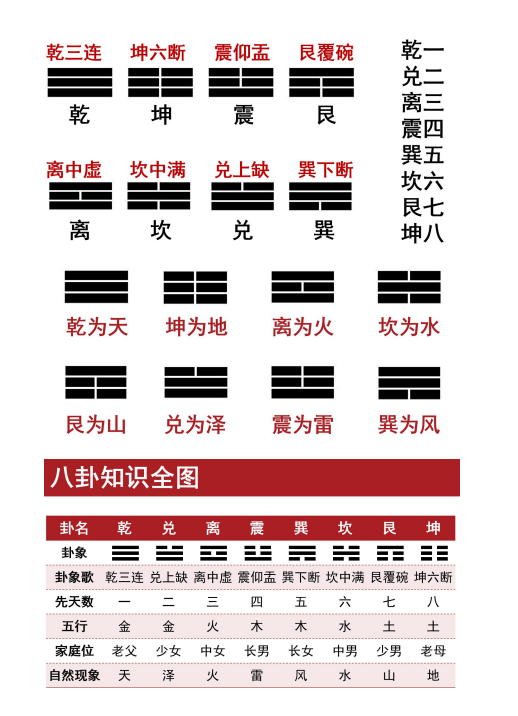 乾三连 坤六断 震仰盂 艮覆碗
乾 坤 震 艮
离中虚 坎中满 兑上缺 巽下断
离 坎 兑 巽
乾一
兑二
离三
震四
巽五
坎六
艮七
坤八
乾为天 坤为地 离为火 坎为水
艮为山 兑为泽 震为雷 巽为风
八卦知识全图
卦名 乾 兑 离 震 巽 坎 艮 坤
卦象
卦象歌 乾三连 兑上缺 离中虚 震仰盂 巽下断 坎中满 艮覆碗 坤六断
先天数 一 二 三 四 五 六 七 八
五行 金 金 火 木 木 水 土 土
家庭位 老父 少女 中女 长男 长女 中男 少男 老母
自然现象 天 泽 火 雷 风 水 山 地